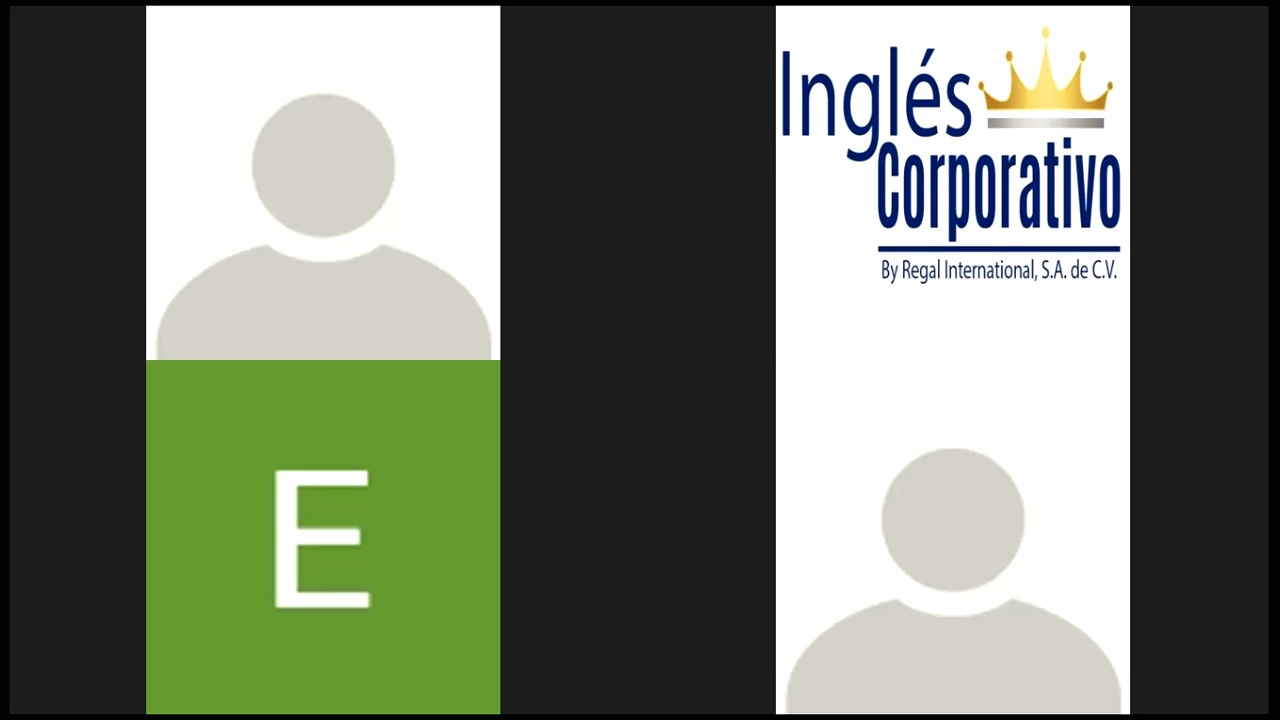 Inglés
Corporativo
By Regal International, S.A. de C.V.
E